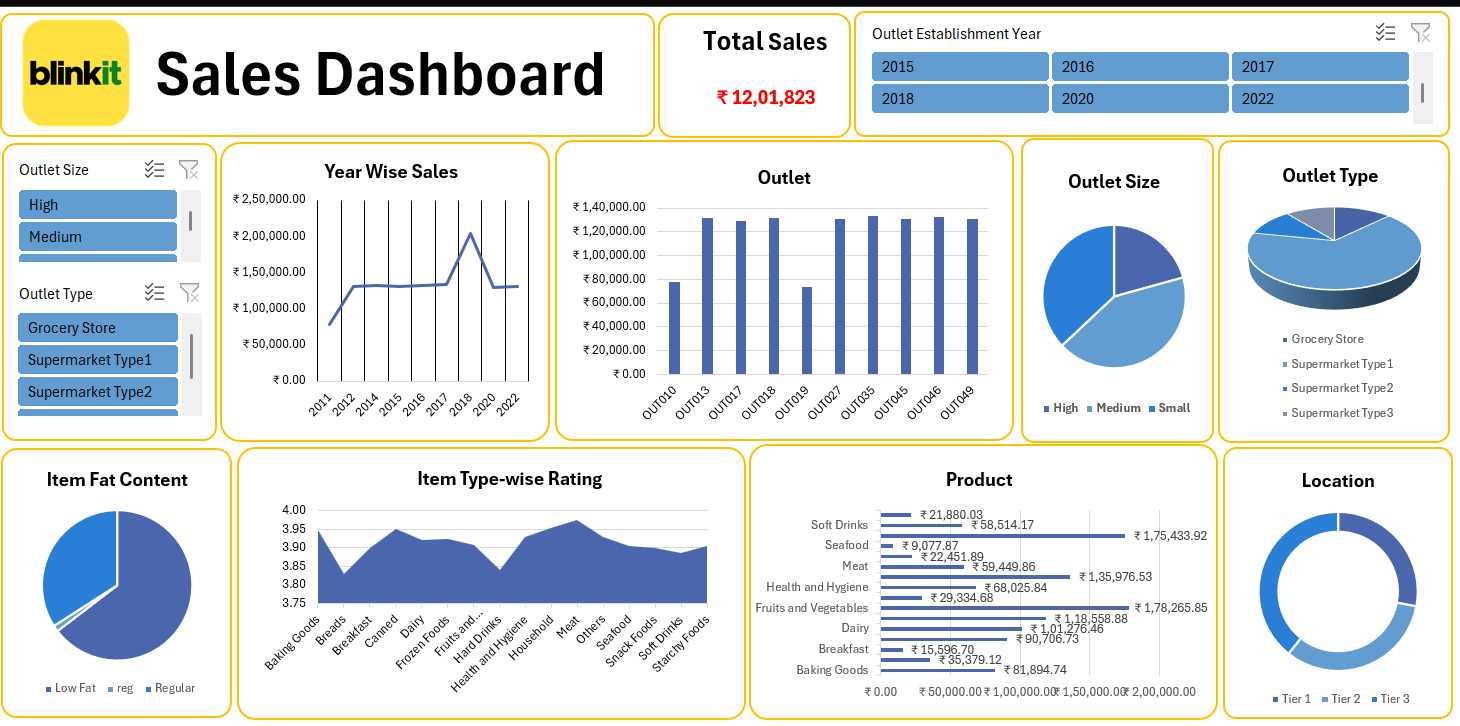 blinkit
Sales Dashboard
Total Sales
₹ 12,01,823
Outlet Establishment Year
2015
2016
2017
2018
2020
2022
Outlet Size
High
Medium
Outlet Type
Grocery Store
Supermarket Type1
Supermarket Type2
Year Wise Sales
₹ 2,50,000.00
₹ 2,00,000.00
₹ 1,50,000.00
₹ 1,00,000.00
₹ 50,000.00
₹ 0.00
2011 2012 2014 2015 2016 2017 2018 2020 2022
Outlet
₹ 1,40,000.00
₹ 1,20,000.00
₹ 1,00,000.00
₹ 80,000.00
₹ 60,000.00
₹ 40,000.00
₹ 20,000.00
₹ 0.00
OUT010 OUT013 OUT017 OUT018 OUT019 OUT027 OUT035 OUT045 OUT046 OUT049
Outlet Size
High Medium Small
Outlet Type
Grocery Store
Supermarket Type1
Supermarket Type2
Supermarket Type3
Item Fat Content
Low Fat reg Regular
Item Type-wise Rating
4.00
3.95
3.90
3.85
3.80
3.75
Baking Goods Breads Breakfast Canned Dairy Frozen Foods Fruits and... Hard Drinks Health and Hygiene Household Meat Others Seafood Snack Foods Soft Drinks Starchy Foods
Product
₹ 21,880.03
Soft Drinks ₹ 58,514.17
₹ 1,75,433.92
Seafood ₹ 9,077.87
₹ 22,451.89
Meat ₹ 59,449.86
₹ 1,35,976.53
Health and Hygiene ₹ 68,025.84
₹ 29,334.68
Fruits and Vegetables ₹ 1,78,265.85
₹ 1,18,558.88
Dairy ₹ 1,01,276.46
₹ 90,706.73
Breakfast ₹ 15,596.70
₹ 35,379.12
Baking Goods ₹ 81,894.74
₹ 0.00 ₹ 50,000.00 ₹ 1,00,000.00 ₹ 1,50,000.00 ₹ 2,00,000.00
Location
Tier 1 Tier 2 Tier 3